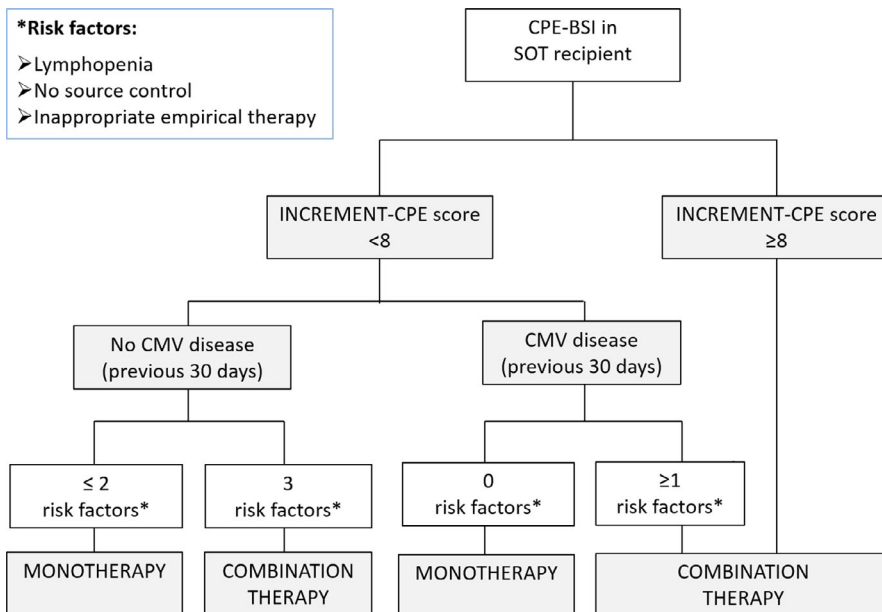 *Risk factors:
➢Lymphopenia
➢No source control
➢Inappropriate empirical therapy
CPE-BSI in
SOT recipient
INCREMENT-CPE score
<8
INCREMENT-CPE score
≥8
No CMV disease
(previous 30 days)
CMV disease
(previous 30 days)
≤ 2
risk factors*
3
risk factors*
0
risk factors*
≥1
risk factors*
MONOTHERAPY
COMBINATION
THERAPY
MONOTHERAPY
COMBINATION
THERAPY